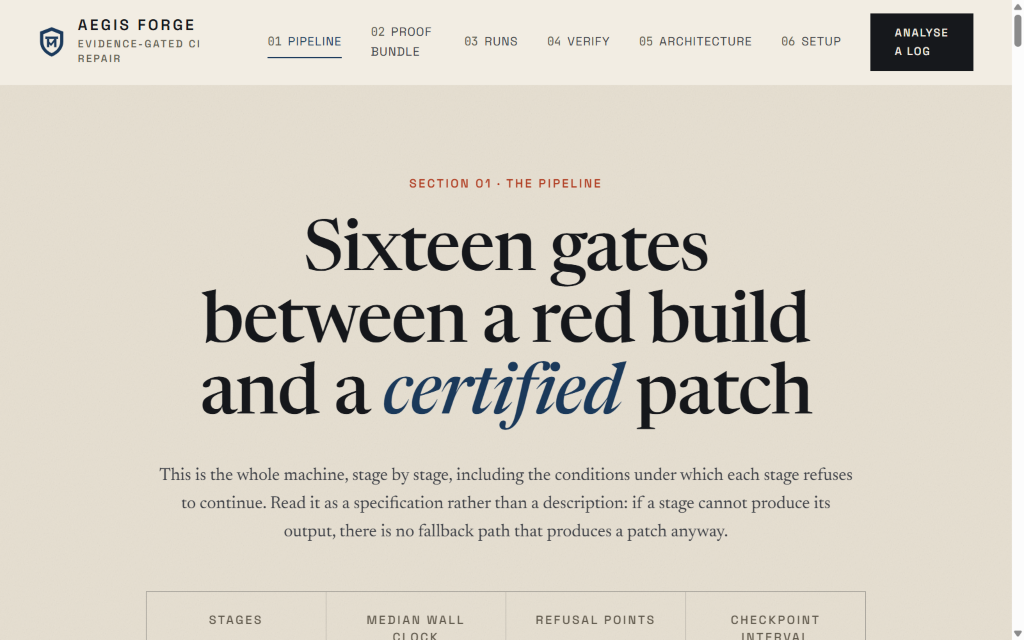 AEGIS FORGE
EVIDENCE-GATED CI
REPAIR
01 PIPELINE
02 PROOF
BUNDLE
03 RUNS
04 VERIFY
05 ARCHITECTURE
06 SETUP
ANALYSE
A LOG
SECTION 01 · THE PIPELINE
Sixteen gates
between a red build
and a certified patch
This is the whole machine, stage by stage, including the conditions under which each stage refuses
to continue. Read it as a specification rather than a description: if a stage cannot produce its
output, there is no fallback path that produces a patch anyway.
STAGES
MEDIAN WALL
CLOCK
REFUSAL POINTS
CHECKPOINT
INTERVAL